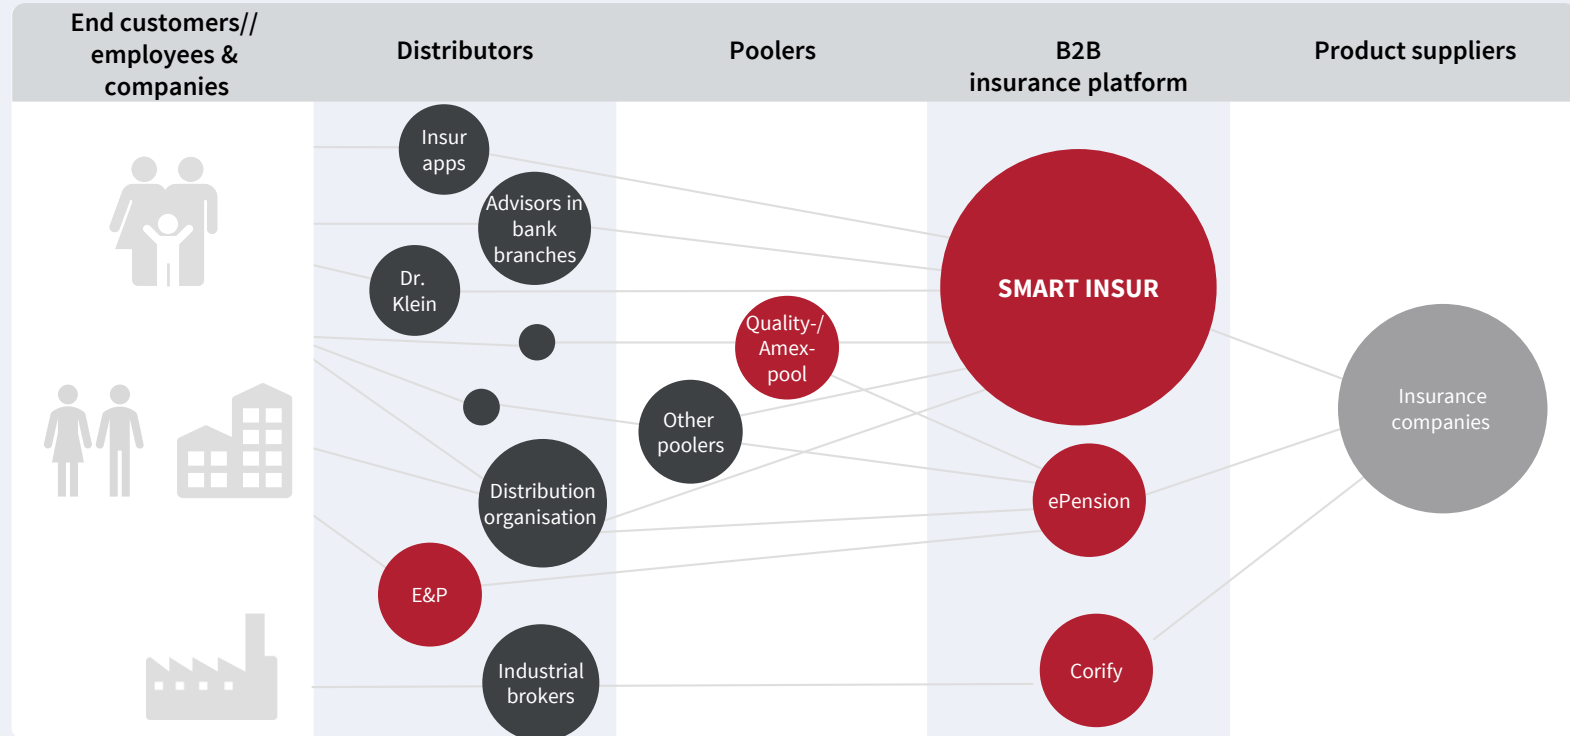 End customers//
employees &
companies
Distributors
Poolers
B2B
insurance platform
Product suppliers
Insur
apps
Advisors in
bank
branches
Dr.
Klein
SMART INSUR
Quality-/
Amex-
pool
Other
poolers
Insurance
companies
Distribution
organisation
ePension
E&P
Industrial
brokers
Corify